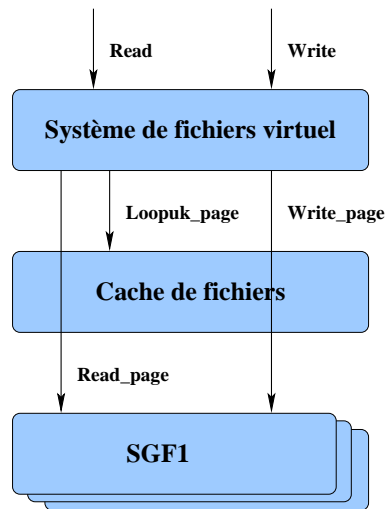 Read
Write
Système de fichiers virtuel
Loopuk_page
Write_page
Cache de fichiers
Read_page
SGF1